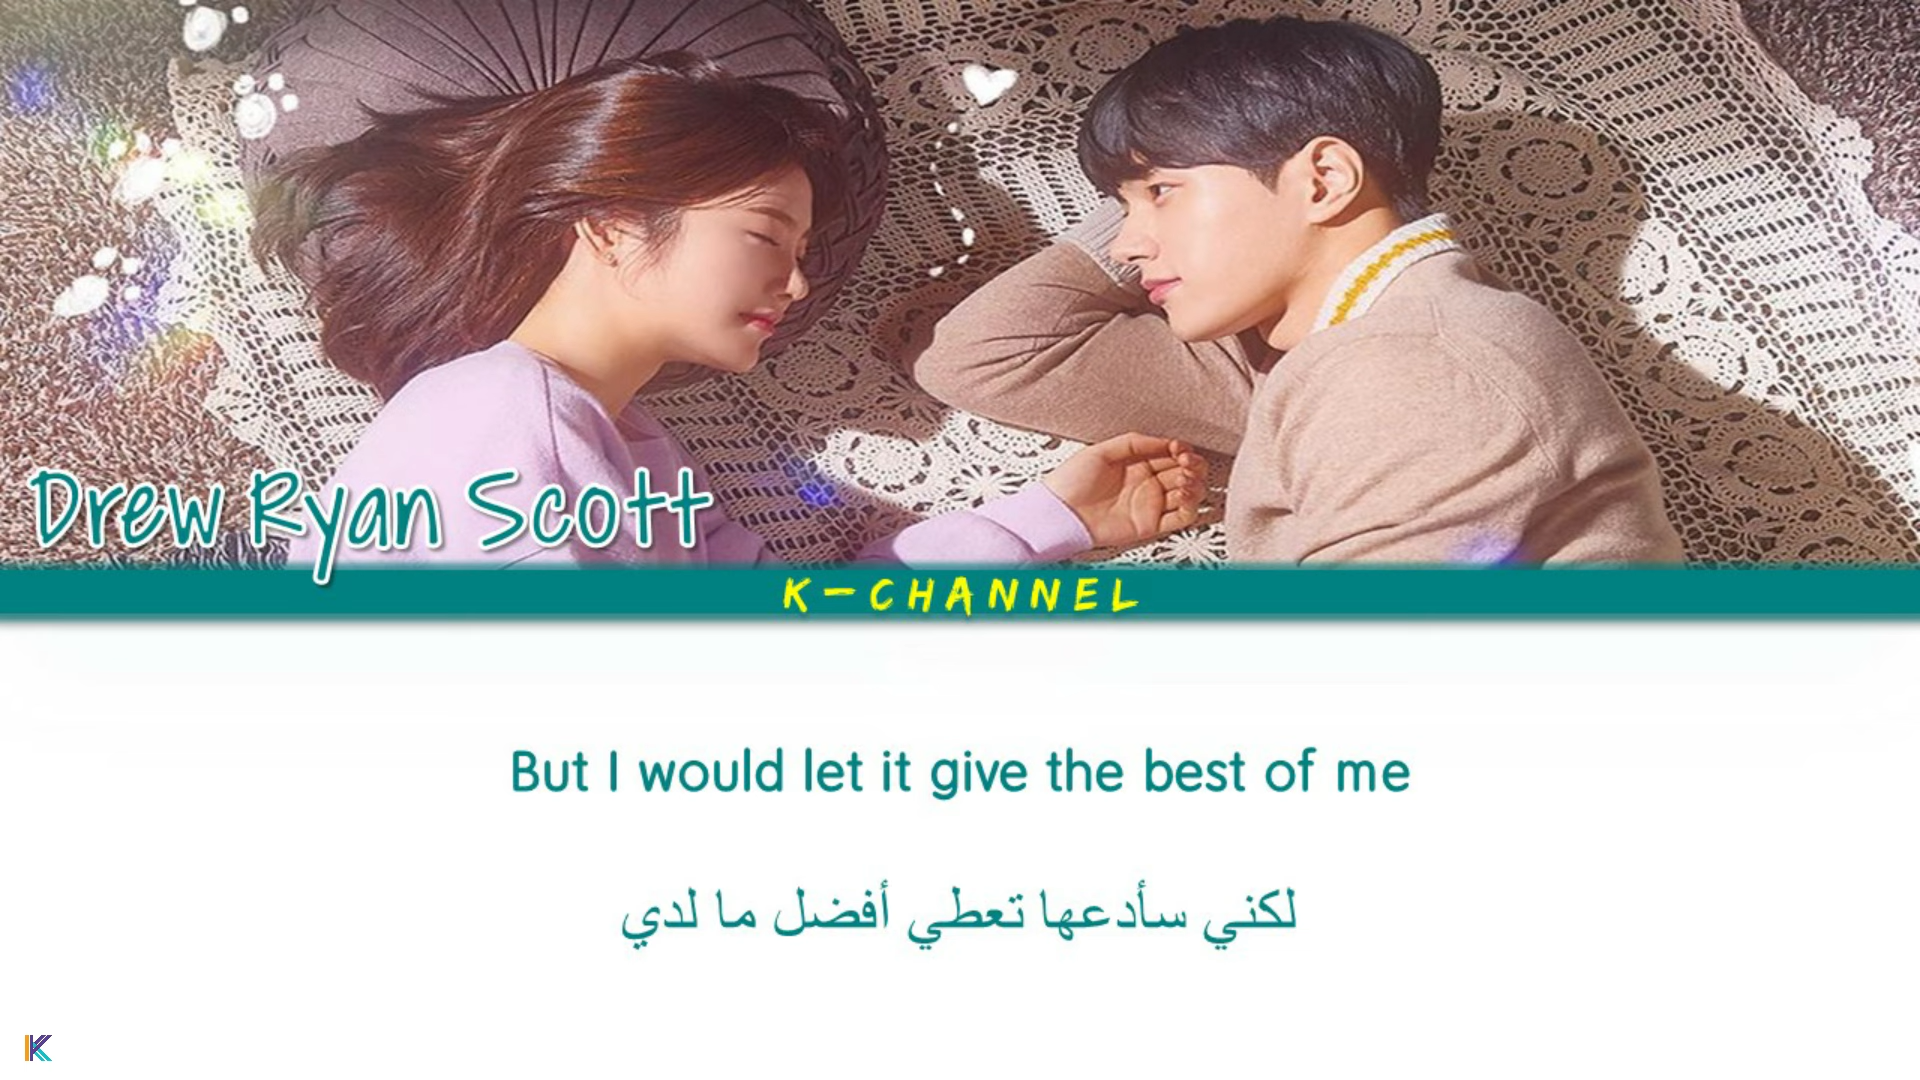 Drew Ryan Scott
K-CHANNEL
But I would let it give the best of me
لكني سأدعها تعطي أفضل ما لدي
K